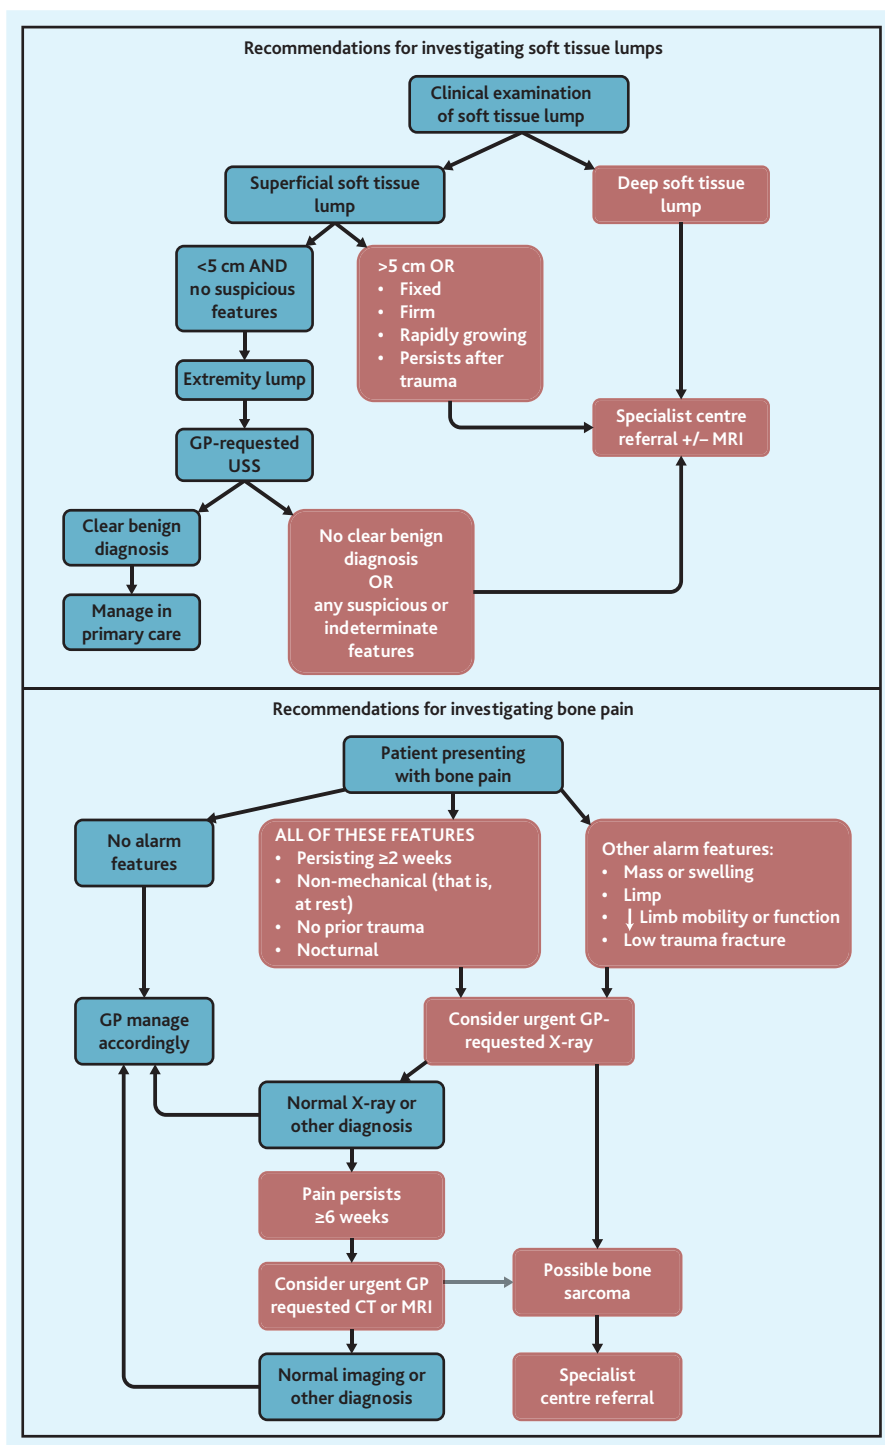 Recommendations for investigating soft tissue lumps
Clinical examination
of soft tissue lump
Superficial soft tissue
lump
Deep soft tissue
lump
<5 cm AND
no suspicious
features
>5 cm OR
• Fixed
• Firm
• Rapidly growing
• Persists after
trauma
Extremity lump
Specialist centre
referral +/– MRI
GP-requested
USS
Clear benign
diagnosis
No clear benign
diagnosis
OR
any suspicious or
indeterminate
features
Manage in
primary care
Recommendations for investigating bone pain
Patient presenting
with bone pain
No alarm
features
ALL OF THESE FEATURES
• Persisting ≥2 weeks
• Non-mechanical (that is,
at rest)
• No prior trauma
• Nocturnal
Other alarm features:
• Mass or swelling
• Limp
• ↓ Limb mobility or function
• Low trauma fracture
GP manage
accordingly
Consider urgent GP-
requested X-ray
Normal X-ray or
other diagnosis
Pain persists
≥6 weeks
Consider urgent GP
requested CT or MRI
Possible bone
sarcoma
Normal imaging or
other diagnosis
Specialist
centre referral